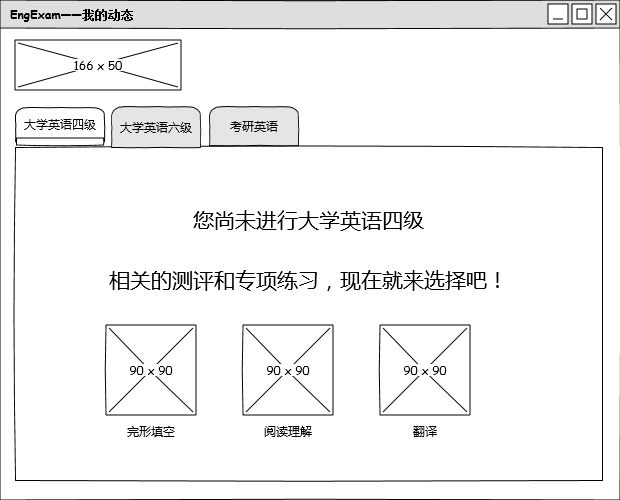 EngExam——我的动态
166 x 50
大学英语四级 大学英语六级 考研英语
您尚未进行大学英语四级
相关的测评和专项练习，现在就来选择吧！
90 x 90 90 x 90 90 x 90
完形填空 阅读理解 翻译